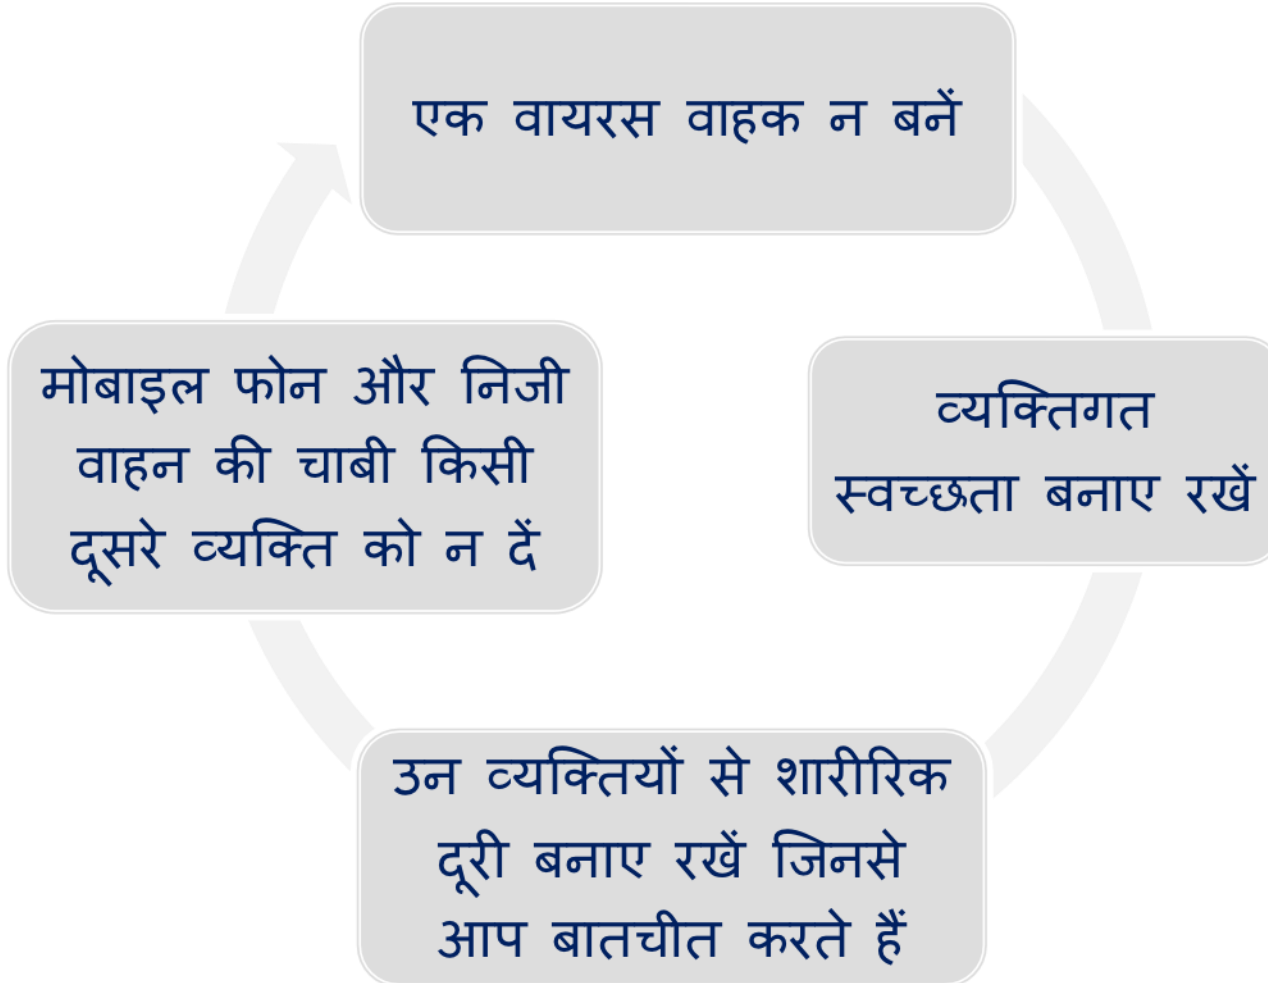 एक वायरस वाहक न बनें
व्यक्तिगत
स्वच्छता बनाए रखें
उन व्यक्तियों से शारीरिक
दूरी बनाए रखें जिनसे
आप बातचीत करते हैं
मोबाइल फोन और निजी
वाहन की चाबी किसी
दूसरे व्यक्ति को न दें